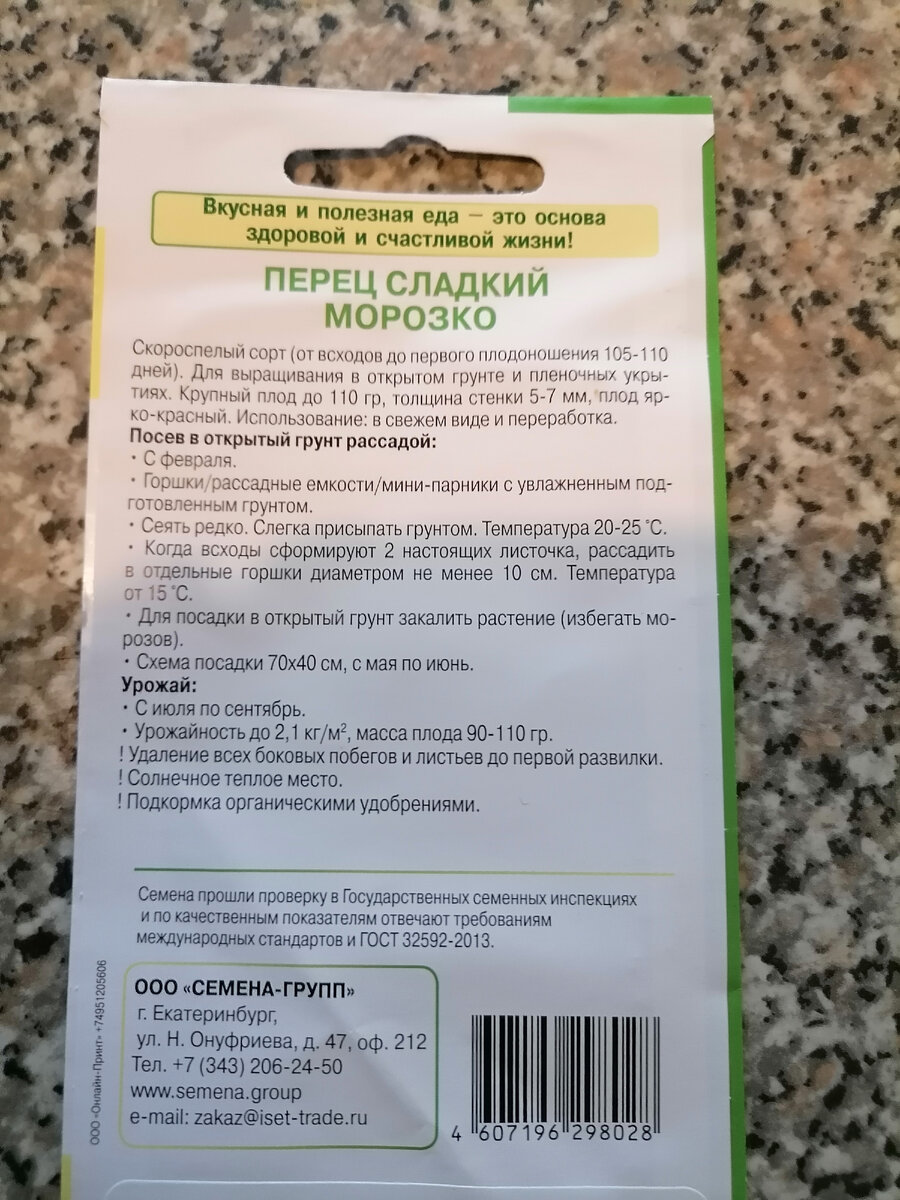 Вкусная и полезная еда – это основа
здоровой и счастливой жизни!
ПЕРЕЦ СЛАДКИЙ
МОРОЗКО
Скороспелый сорт (от всходов до первого плодоношения 105-110
дней). Для выращивания в открытом грунте и пленочных укры-
тиях. Крупный плод до 110 гр, толщина стенки 5-7 мм, плод яр-
ко-красный. Использование: в свежем виде и переработка.
Посев в открытый грунт рассадой:
• С февраля.
• Горшки/рассадные емкости/мини-парники с увлажненным под-
готовленным грунтом.
• Сеять редко. Слегка присыпать грунтом. Температура 20-25 °С.
• Когда всходы сформируют 2 настоящих листочка, рассадить
в отдельные горшки диаметром не менее 10 см. Температура
от 15 °С.
• Для посадки в открытый грунт закалить растение (избегать мо-
розов).
• Схема посадки 70х40 см, с мая по июнь.
Урожай:
• С июля по сентябрь.
• Урожайность до 2,1 кг/м², масса плода 90-110 гр.
! Удаление всех боковых побегов и листьев до первой развилки.
! Солнечное теплое место.
! Подкормка органическими удобрениями.
Семена прошли проверку в Государственных семенных инспекциях
и по качественным показателям отвечают требованиям
международных стандартов и ГОСТ 32592-2013.
ООО «СЕМЕНА-ГРУПП»
г. Екатеринбург,
ул. Н. Онуфриева, д. 47, оф. 212
Тел. +7 (343) 206-24-50
www.semena.group
e-mail: zakaz@iset-trade.ru
4 607196 298028
ООО «Онлайн-Принт» +74951205606